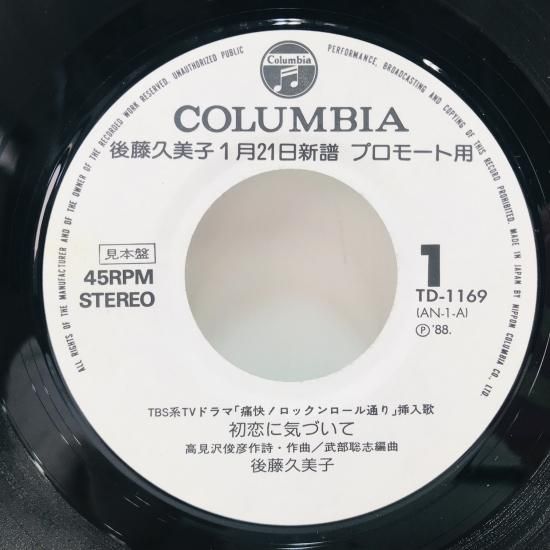 ALL RIGHTS OF THE MANUFACTURER AND OF THE OWNER OF THE RECORDED WORK RESERVED. UNAUTHORIZED PUBLIC PERFORMANCE, BROADCASTING AND COPYING OF THIS RECORD PROHIBITED. MADE IN JAPAN BY NIPPON COLUMBIA CO. LTD.
Columbia
COLUMBIA
後藤久美子1月21日新譜 プロモート用
見本盤
45RPM
STEREO
1
TD-1169
(AN-1-A)
Ⓟ'88.
TBS系TVドラマ「痛快!ロックンロール通り」挿入歌
初恋に気づいて
高見沢俊彦作詩・作曲/武部聡志編曲
後藤久美子